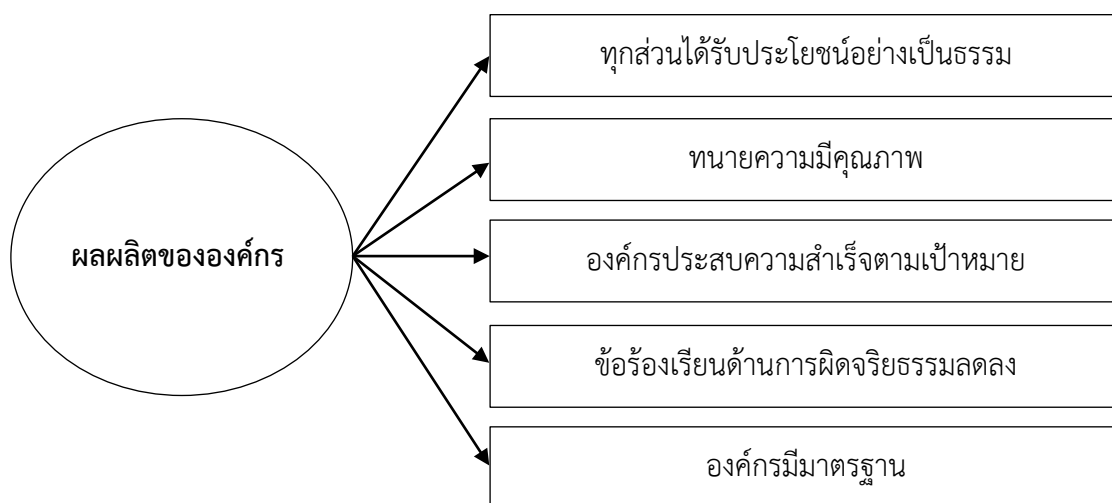 ทุกส่วนได้รับประโยชน์อย่างเป็นธรรม
ทนายความมีคุณภาพ
ผลผลิตขององค์กร
องค์กรประสบความสำเร็จตามเป้าหมาย
ข้อร้องเรียนด้านการผิดจริยธรรมลดลง
องค์กรมีมาตรฐาน